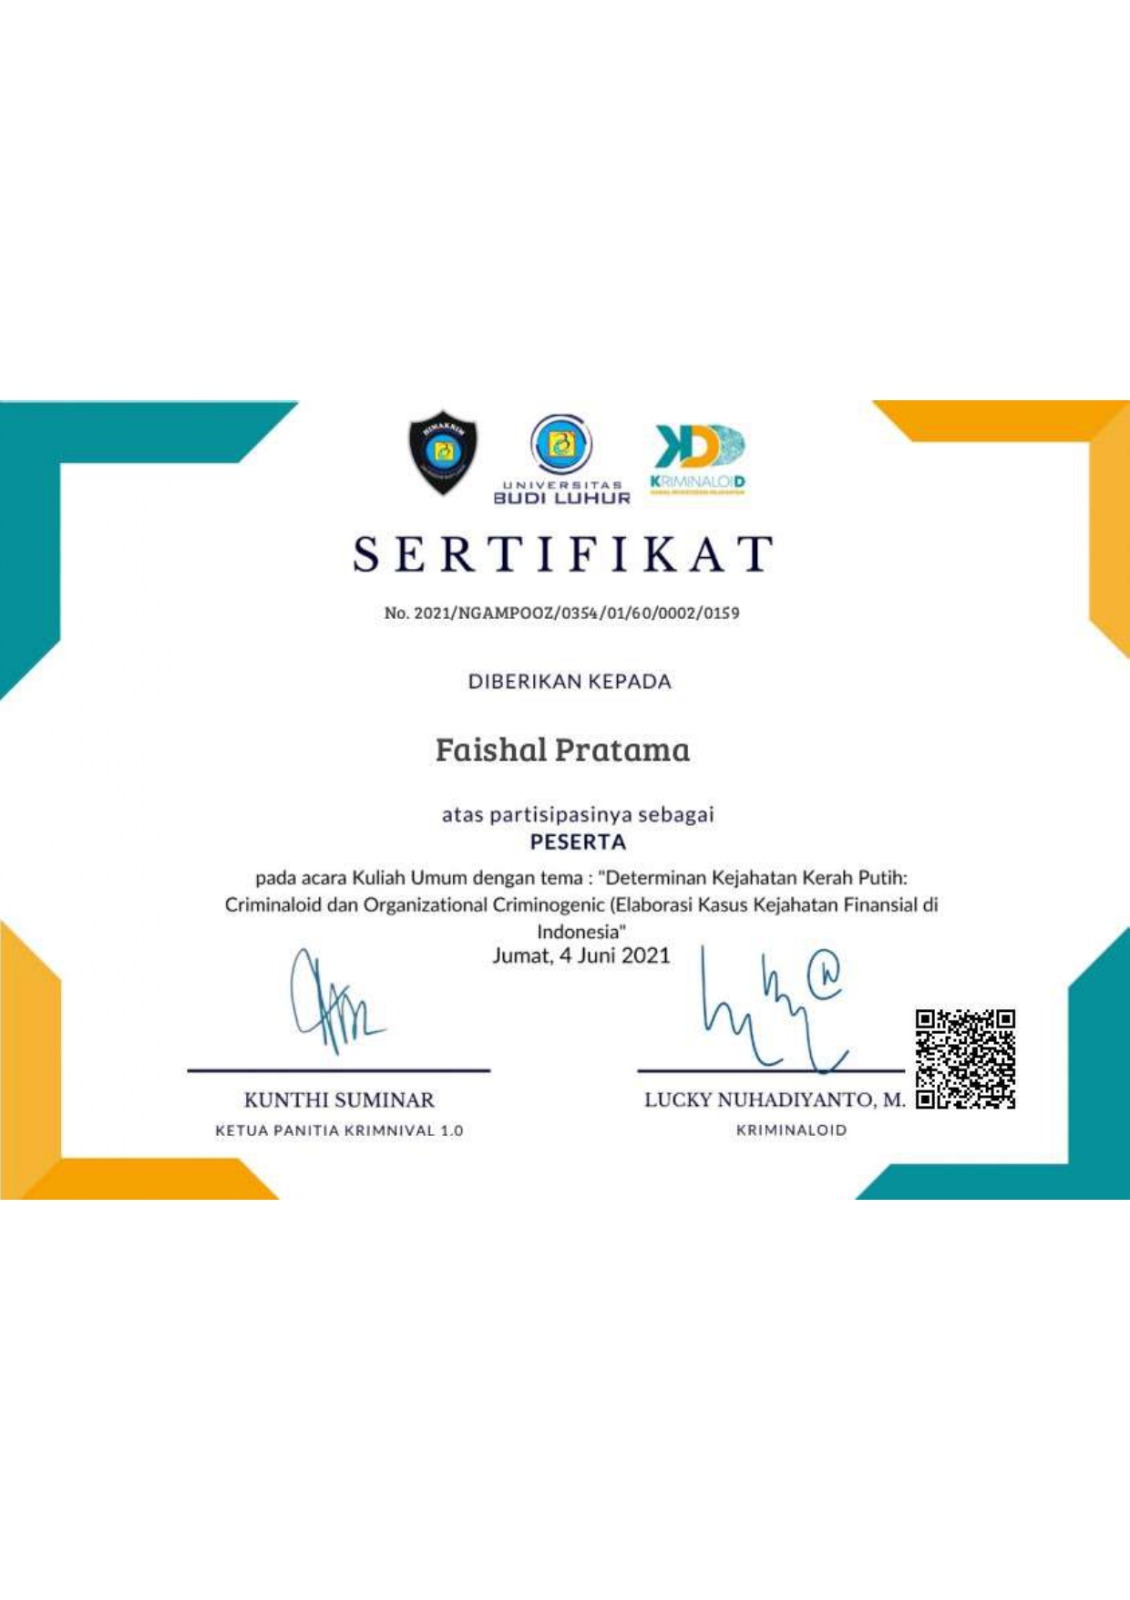 HIMAKRIM
UNIVERSITAS
BUDI LUHUR
KRIMINALOID
SERTIFIKAT
No. 2021/NGAMPOOZ/0354/01/60/0002/0159
DIBERIKAN KEPADA
Faishal Pratama
atas partisipasinya sebagai
PESERTA
pada acara Kuliah Umum dengan tema : "Determinan Kejahatan Kerah Putih:
Criminaloid dan Organizational Criminogenic (Elaborasi Kasus Kejahatan Finansial di
Indonesia"
Jumat, 4 Juni 2021
KUNTHI SUMINAR
KETUA PANITIA KRIMNIVAL 1.0
LUCKY NUHADIYANTO, M.
KRIMINALOID